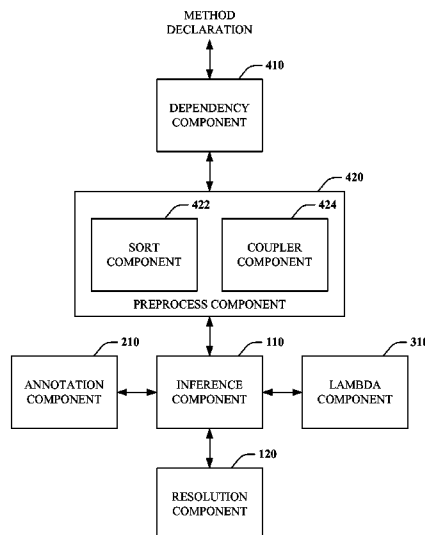 METHOD
DECLARATION
410
DEPENDENCY
COMPONENT
420
422
424
SORT
COMPONENT
COUPLER
COMPONENT
PREPROCESS COMPONENT
210
110
310
ANNOTATION
COMPONENT
INFERENCE
COMPONENT
LAMBDA
COMPONENT
120
RESOLUTION
COMPONENT